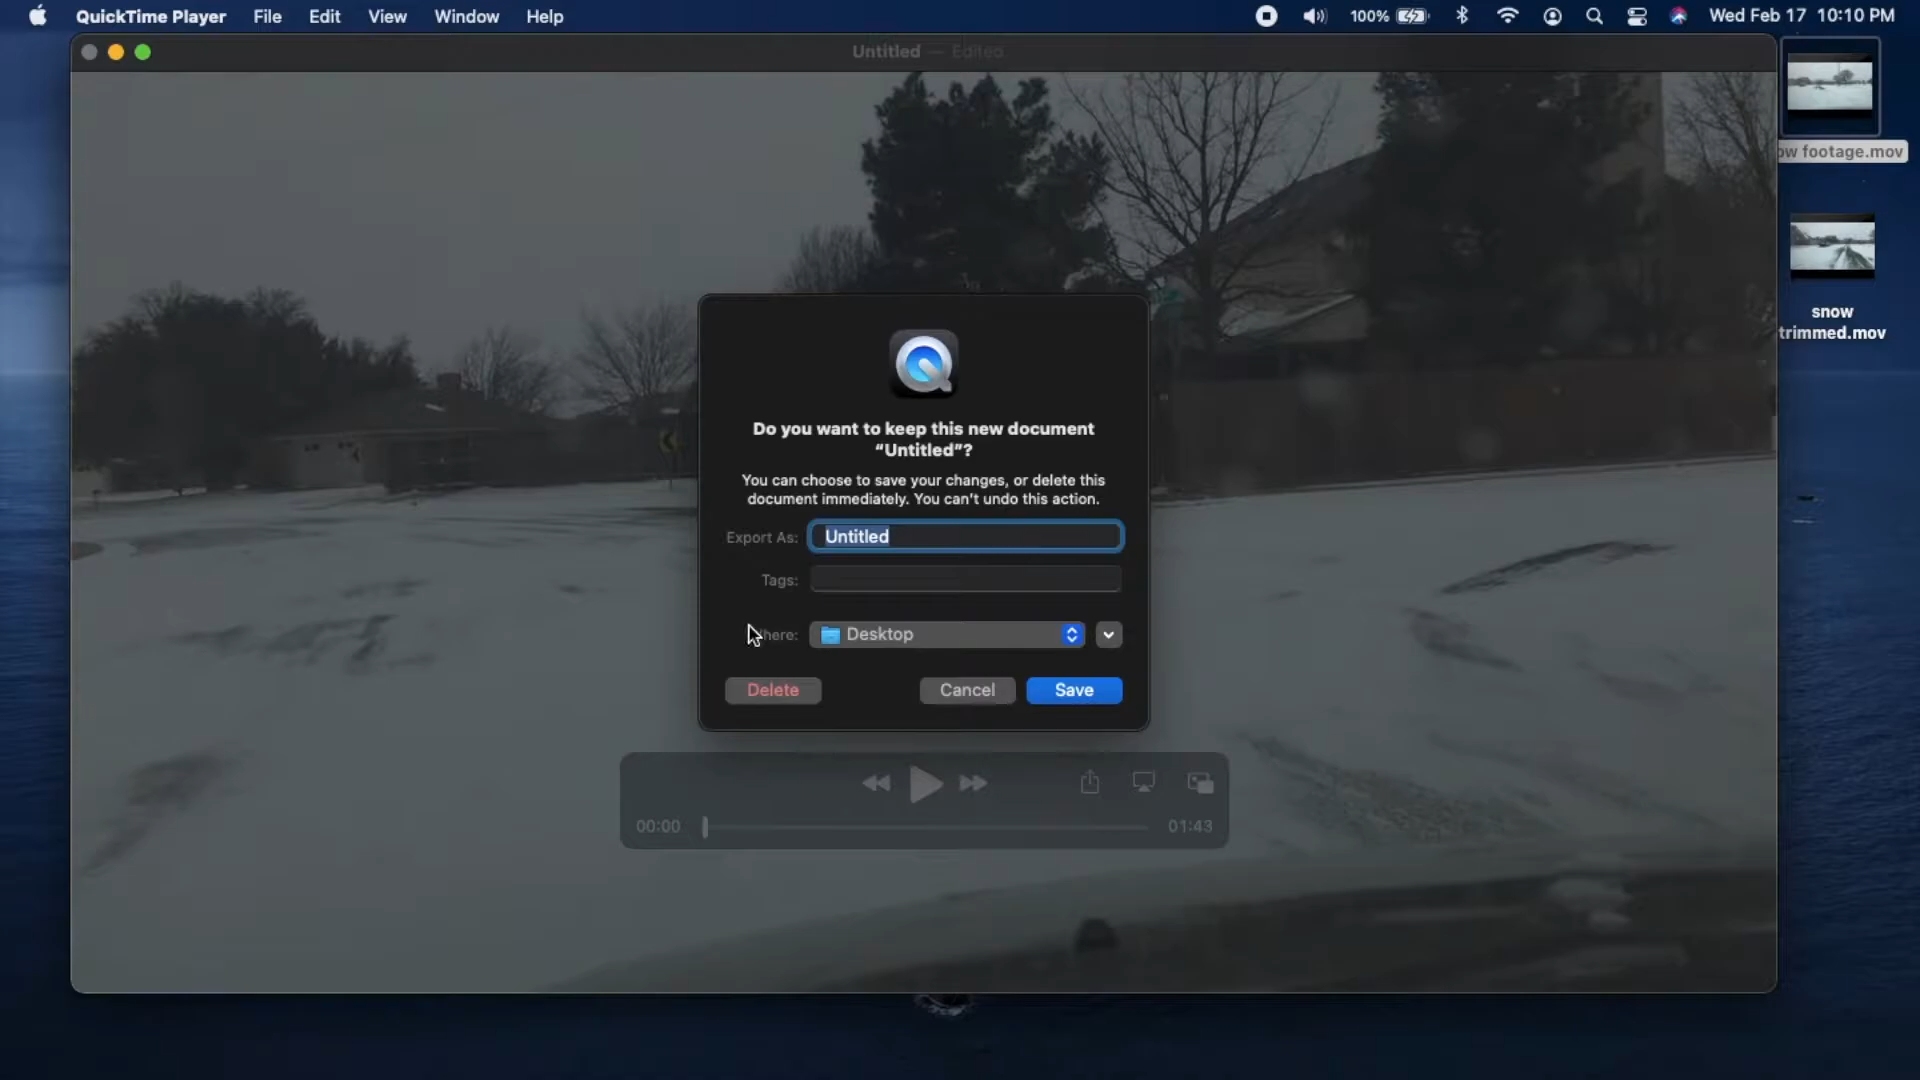 QuickTime Player File Edit View Window Help 100% Wed Feb 17 10:10 PM
Untitled — Edited
ow footage.mov
snow
trimmed.mov
Do you want to keep this new document
“Untitled”?
You can choose to save your changes, or delete this
document immediately. You can’t undo this action.
Export As: Untitled
Tags:
here: Desktop
Delete Cancel Save
00:00 01:43